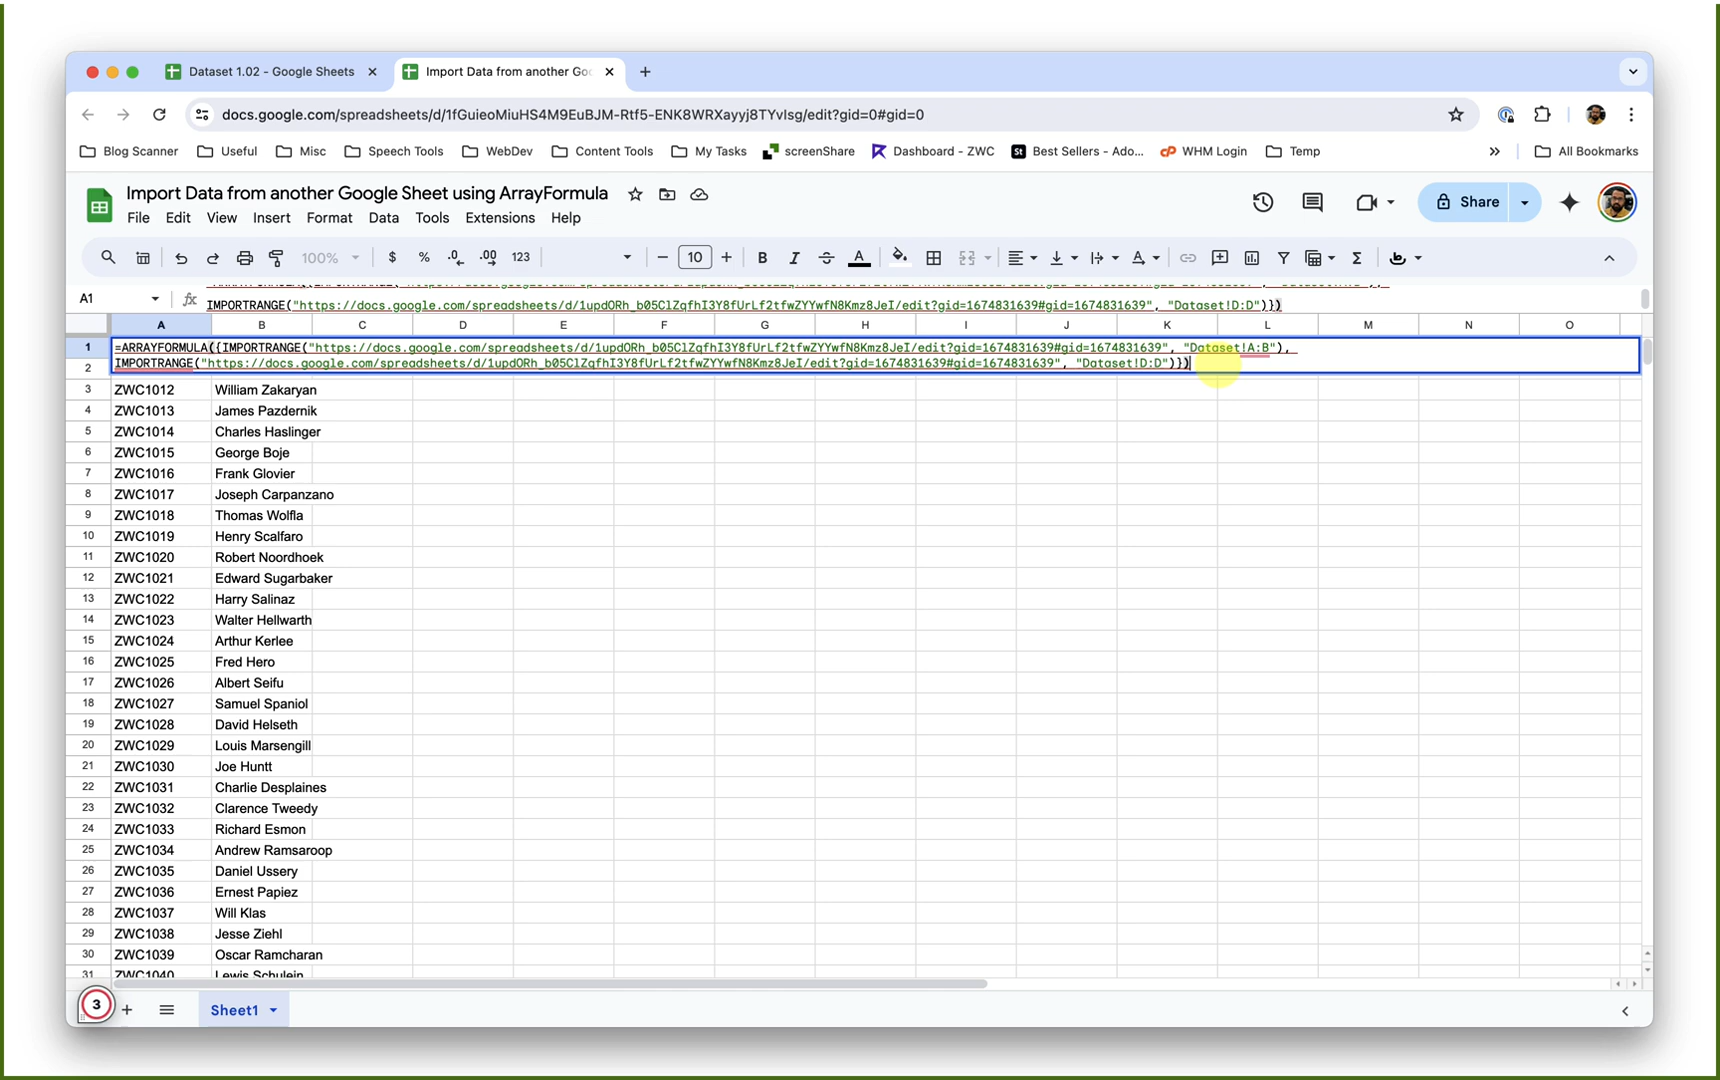 Dataset 1.02 - Google Sheets
Import Data from another Goo
docs.google.com/spreadsheets/d/1fGuieoMiuHS4M9EuBJM-Rtf5-ENK8WRXayyj8TYvIsg/edit?gid=0#gid=0
Blog Scanner Useful Misc Speech Tools WebDev Content Tools My Tasks screenShare Dashboard - ZWC St Best Sellers - Ado... cP WHM Login Temp » All Bookmarks
Import Data from another Google Sheet using ArrayFormula
File Edit View Insert Format Data Tools Extensions Help
Share
100% $ % .0 .00 123 10 B I A
A1 fx
IMPORTRANGE("https://docs.google.com/spreadsheets/d/1updORh_b05ClZqfhI3Y8fUrLf2tfwZYYwfN8Kmz8JeI/edit?gid=1674831639#gid=1674831639", "Dataset!D:D")})
A B C D E F G H I J K L M N O
1 =ARRAYFORMULA({IMPORTRANGE("https://docs.google.com/spreadsheets/d/1updORh_b05ClZqfhI3Y8fUrLf2tfwZYYwfN8Kmz8JeI/edit?gid=1674831639#gid=1674831639", "Dataset!A:B"),
2 IMPORTRANGE("https://docs.google.com/spreadsheets/d/1updORh_b05ClZqfhI3Y8fUrLf2tfwZYYwfN8Kmz8JeI/edit?gid=1674831639#gid=1674831639", "Dataset!D:D")})
3 ZWC1012 William Zakaryan
4 ZWC1013 James Pazdernik
5 ZWC1014 Charles Haslinger
6 ZWC1015 George Boje
7 ZWC1016 Frank Glovier
8 ZWC1017 Joseph Carpanzano
9 ZWC1018 Thomas Wolfla
10 ZWC1019 Henry Scalfaro
11 ZWC1020 Robert Noordhoek
12 ZWC1021 Edward Sugarbaker
13 ZWC1022 Harry Salinaz
14 ZWC1023 Walter Hellwarth
15 ZWC1024 Arthur Kerlee
16 ZWC1025 Fred Hero
17 ZWC1026 Albert Seifu
18 ZWC1027 Samuel Spaniol
19 ZWC1028 David Helseth
20 ZWC1029 Louis Marsengill
21 ZWC1030 Joe Huntt
22 ZWC1031 Charlie Desplaines
23 ZWC1032 Clarence Tweedy
24 ZWC1033 Richard Esmon
25 ZWC1034 Andrew Ramsaroop
26 ZWC1035 Daniel Ussery
27 ZWC1036 Ernest Papiez
28 ZWC1037 Will Klas
29 ZWC1038 Jesse Ziehl
30 ZWC1039 Oscar Ramcharan
31 ZWC1040 Lewis Schulein
3 Sheet1